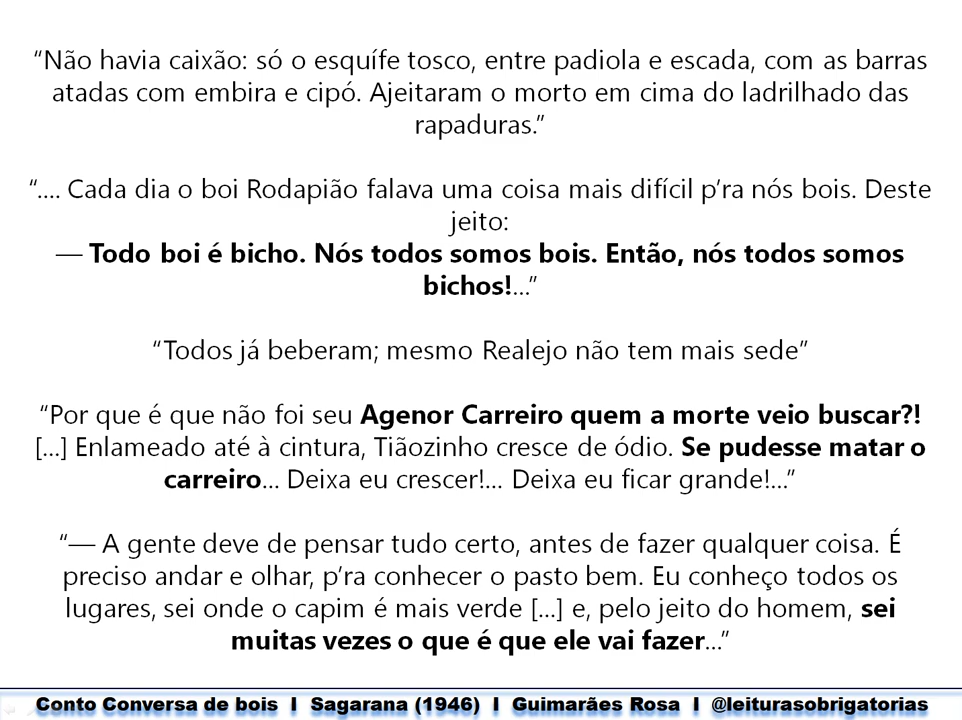 “Não havia caixão: só o esquífe tosco, entre padiola e escada, com as barras
atadas com embira e cipó. Ajeitaram o morto em cima do ladrilhado das
rapaduras.”
“.... Cada dia o boi Rodapião falava uma coisa mais difícil p’ra nós bois. Deste
jeito:
— Todo boi é bicho. Nós todos somos bois. Então, nós todos somos
bichos!...”
“Todos já beberam; mesmo Realejo não tem mais sede”
“Por que é que não foi seu Agenor Carreiro quem a morte veio buscar?!
[...] Enlameado até à cintura, Tiãozinho cresce de ódio. Se pudesse matar o
carreiro... Deixa eu crescer!... Deixa eu ficar grande!...”
“— A gente deve de pensar tudo certo, antes de fazer qualquer coisa. É
preciso andar e olhar, p’ra conhecer o pasto bem. Eu conheço todos os
lugares, sei onde o capim é mais verde [...] e, pelo jeito do homem, sei
muitas vezes o que é que ele vai fazer...”
Conto Conversa de bois I Sagarana (1946) I Guimarães Rosa I @leiturasobrigatorias